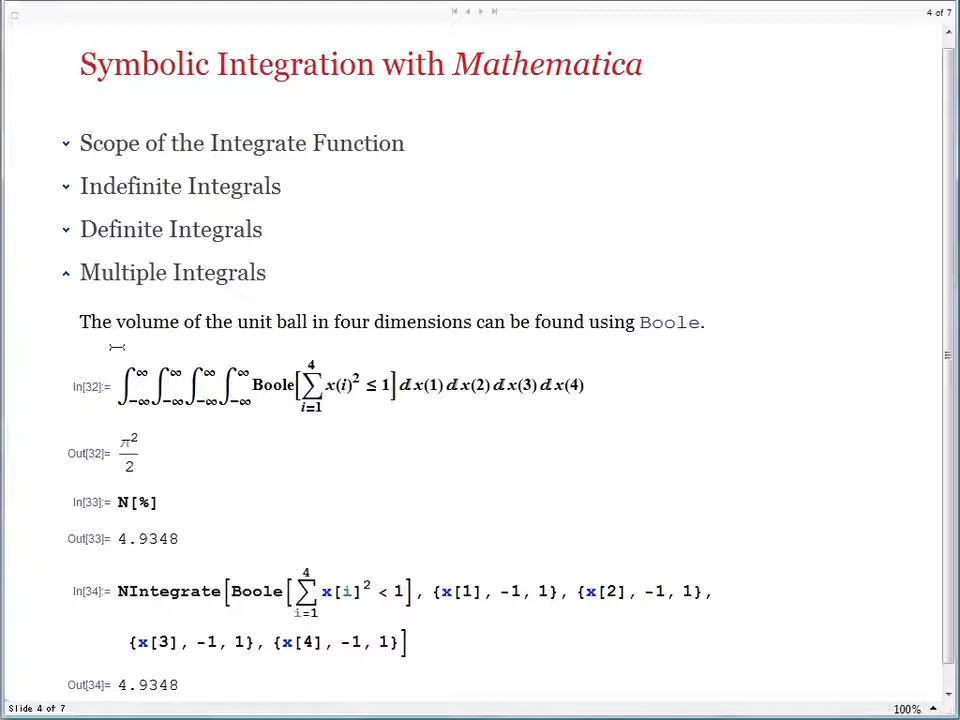 4 of 7
Symbolic Integration with Mathematica
Scope of the Integrate Function
Indefinite Integrals
Definite Integrals
Multiple Integrals
The volume of the unit ball in four dimensions can be found using Boole.
In[32]:= ∫_{-∞}^{∞} ∫_{-∞}^{∞} ∫_{-∞}^{∞} ∫_{-∞}^{∞} Boole[∑_{i=1}^{4} x(i)² ≤ 1] ⅆx(1) ⅆx(2) ⅆx(3) ⅆx(4)
Out[32]= π²/2
In[33]:= N[%]
Out[33]= 4.9348
In[34]:= NIntegrate[Boole[∑_{i=1}^{4} x[i]² < 1], {x[1], -1, 1}, {x[2], -1, 1},
{x[3], -1, 1}, {x[4], -1, 1}]
Out[34]= 4.9348
Slide 4 of 7
100%